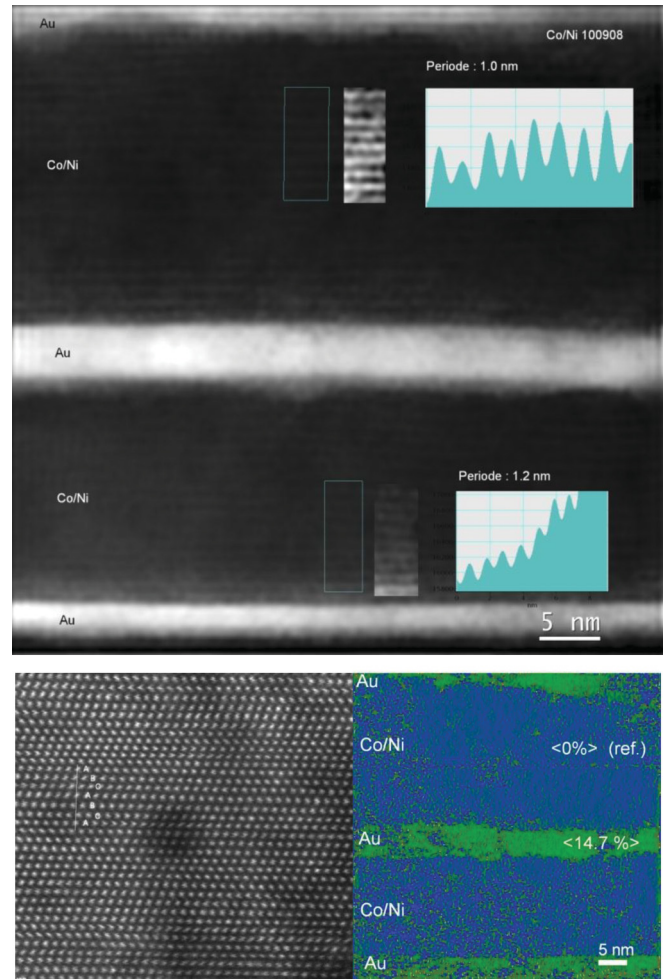 Au
Co/Ni 100908
Periode : 1.0 nm
Co/Ni
Au
Periode : 1.2 nm
Co/Ni
Au
5 nm
A
B
C
A
B
C
A
Au
Co/Ni
<0%> (ref.)
Au
<14.7 %>
Co/Ni
Au
5 nm